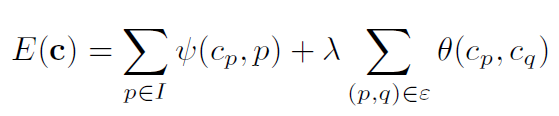 E(𝐜) = ∑_{p∈I} ψ(c_p, p) + λ ∑_{(p,q)∈ε} θ(c_p, c_q)